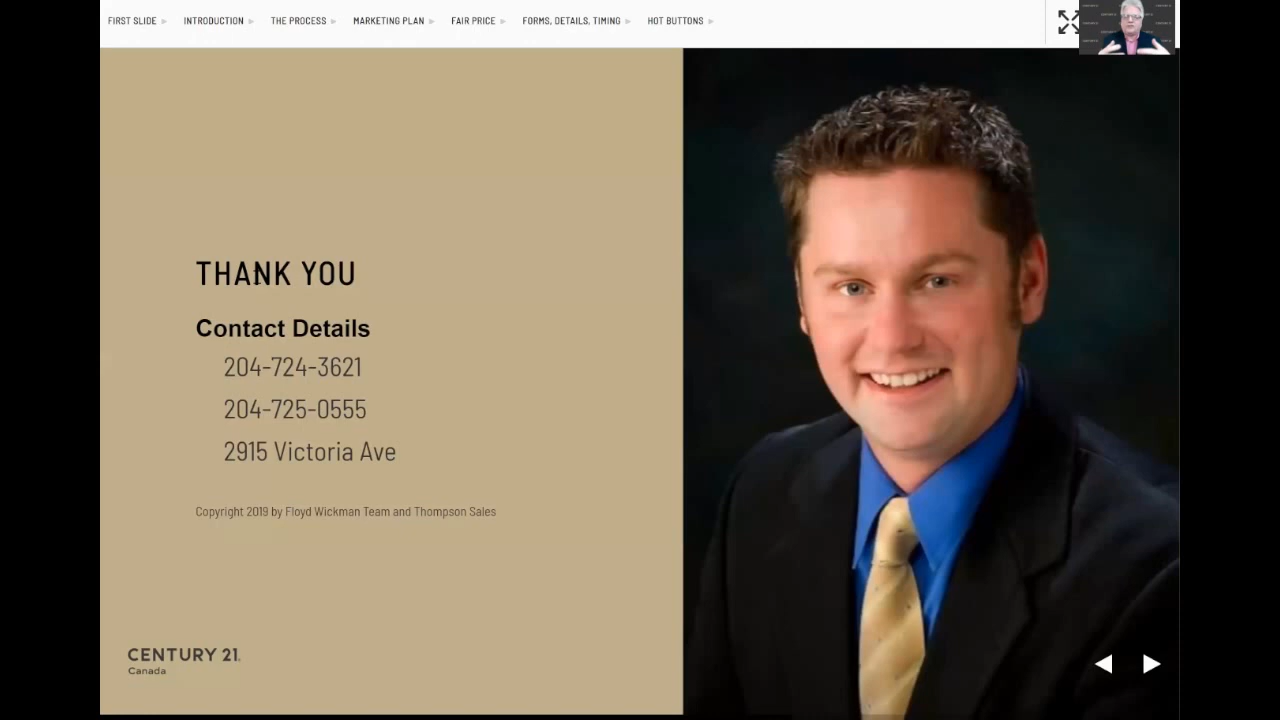 FIRST SLIDE
INTRODUCTION
THE PROCESS
MARKETING PLAN
FAIR PRICE
FORMS, DETAILS, TIMING
HOT BUTTONS
THANK YOU
Contact Details
204-724-3621
204-725-0555
2915 Victoria Ave
Copyright 2019 by Floyd Wickman Team and Thompson Sales
CENTURY 21
Canada